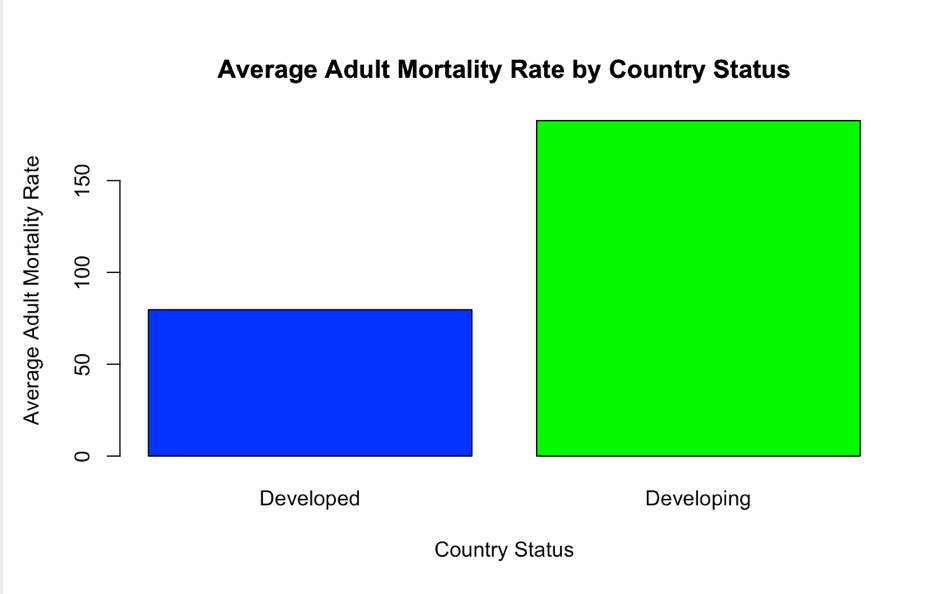 Average Adult Mortality Rate by Country Status
Average Adult Mortality Rate
150
100
50
0
Developed
Developing
Country Status